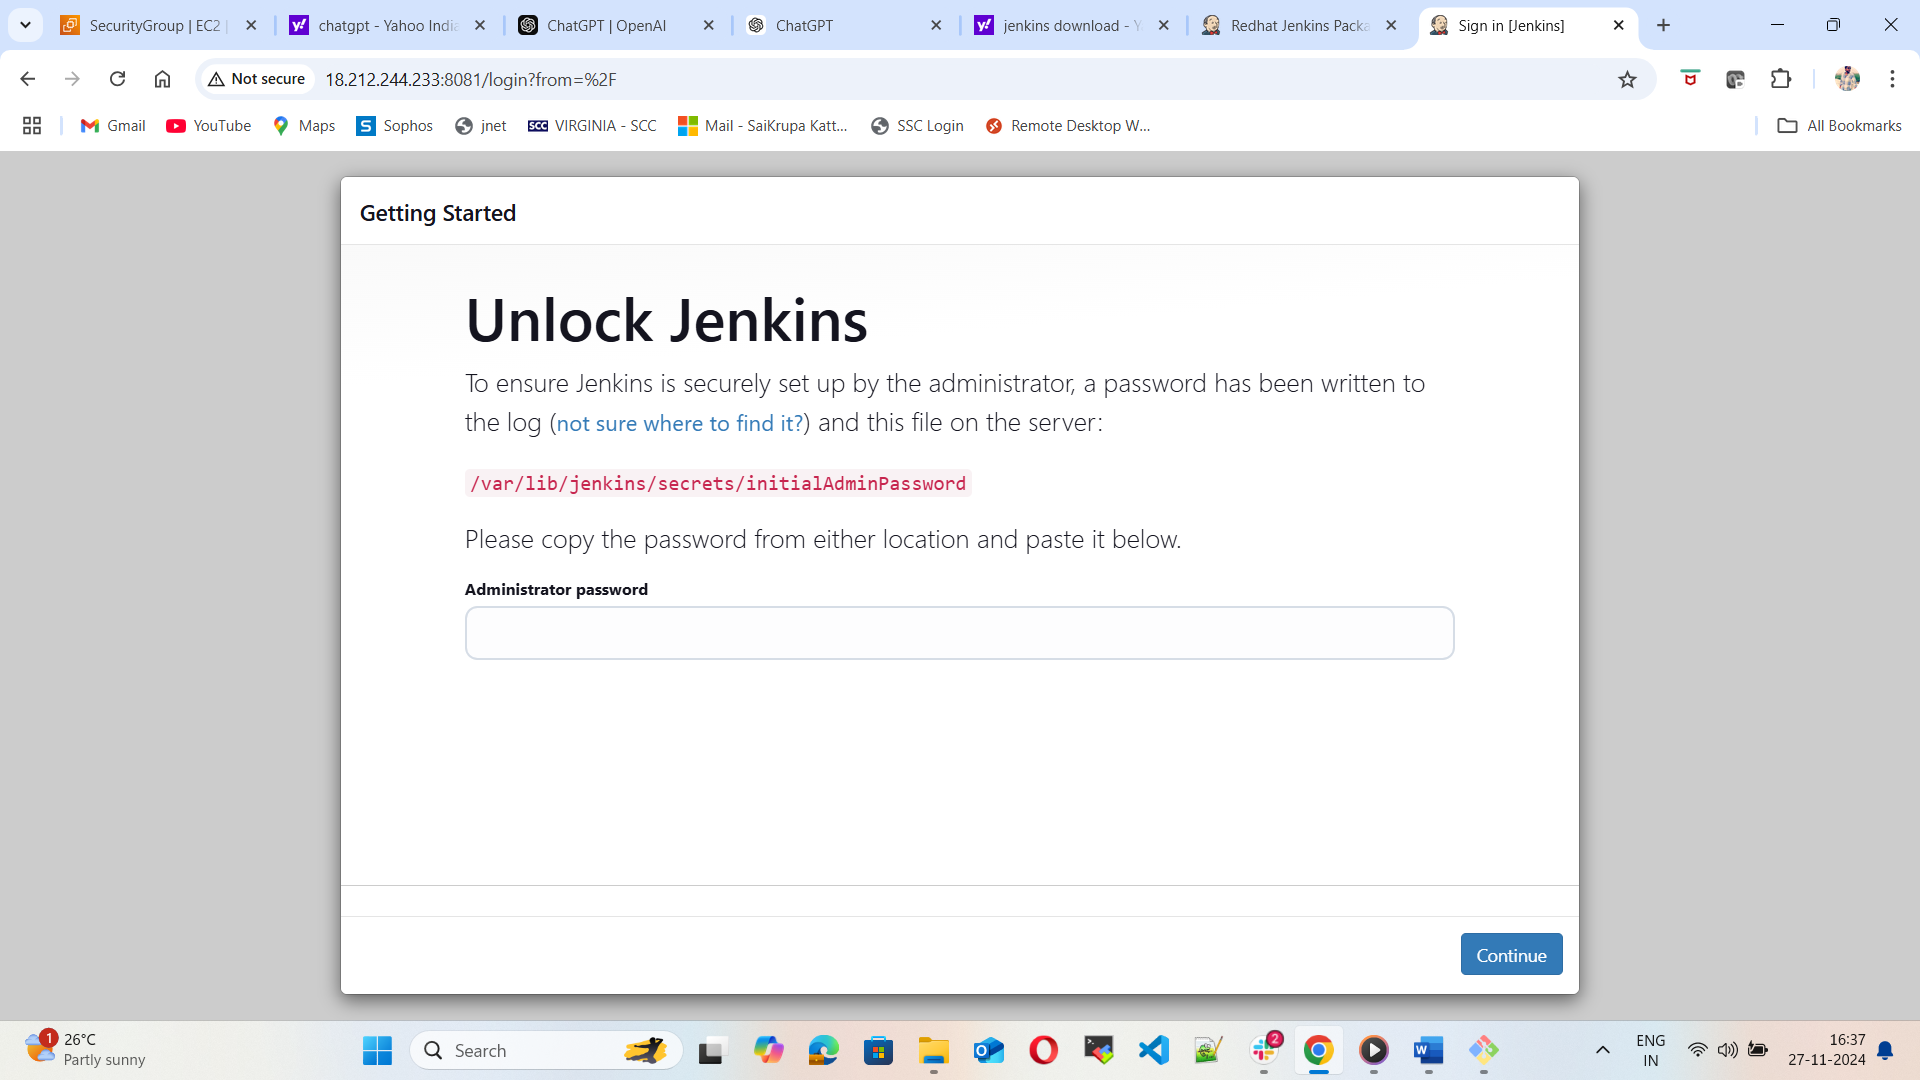 SecurityGroup | EC2 |
chatgpt - Yahoo India
ChatGPT | OpenAI
ChatGPT
jenkins download - Y
Redhat Jenkins Packa
Sign in [Jenkins]
Not secure
18.212.244.233:8081/login?from=%2F
Gmail
YouTube
Maps
S Sophos
jnet
SCC VIRGINIA - SCC
Mail - SaiKrupa Katt...
SSC Login
Remote Desktop W...
All Bookmarks
Getting Started
Unlock Jenkins
To ensure Jenkins is securely set up by the administrator, a password has been written to
the log (not sure where to find it?) and this file on the server:
/var/lib/jenkins/secrets/initialAdminPassword
Please copy the password from either location and paste it below.
Administrator password
Continue
1
26°C
Partly sunny
Search
2
ENG
IN
16:37
27-11-2024